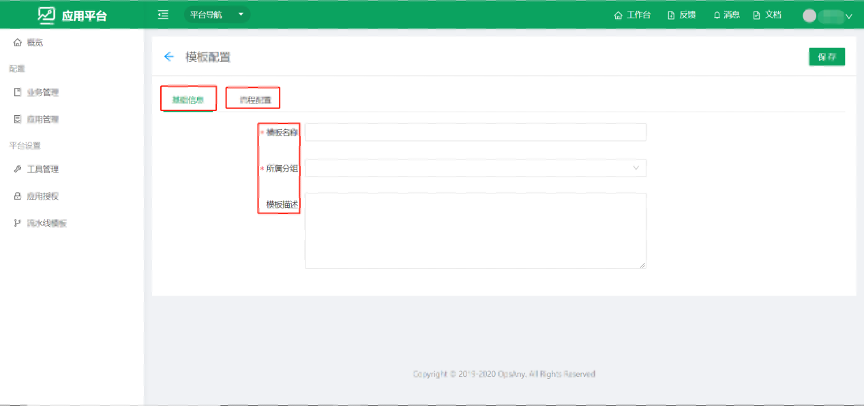 应用平台
平台导航
工作台
反馈
消息
文档
概览
配置
业务管理
应用管理
平台设置
工具管理
应用授权
流水线模板
模板配置
保存
基础信息
流程配置
* 模板名称
* 所属分组
模板描述
Copyright © 2019-2020 OpsAny. All Rights Reserved